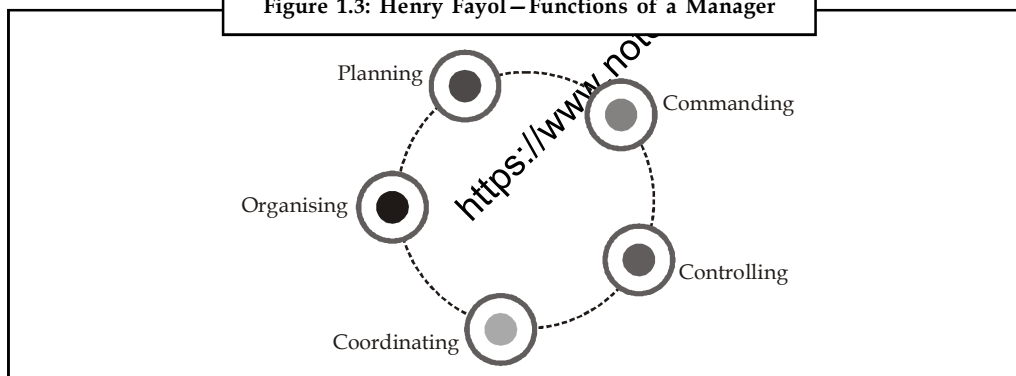 Figure 1.3: Henry Fayol—Functions of a Manager
Planning
Commanding
Organising
Controlling
Coordinating